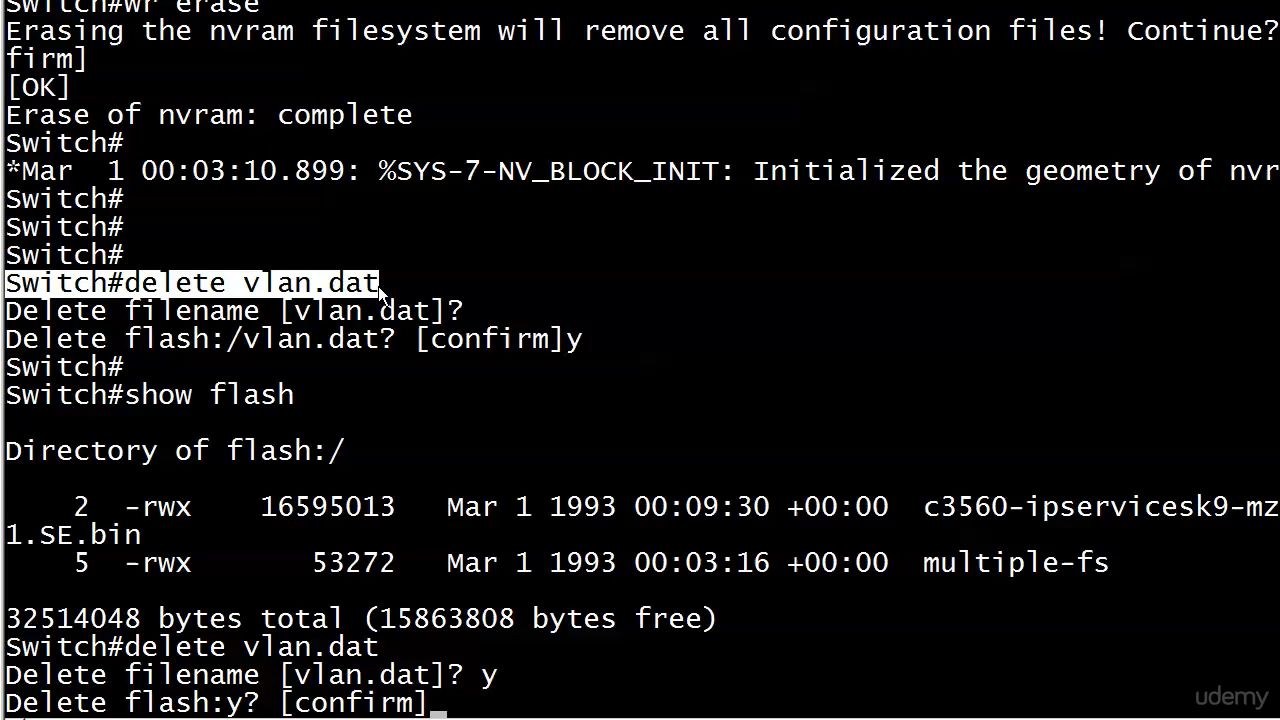 Switch#wr erase
Erasing the nvram filesystem will remove all configuration files! Continue?
firm]
[OK]
Erase of nvram: complete
Switch#
*Mar  1 00:03:10.899: %SYS-7-NV_BLOCK_INIT: Initialized the geometry of nvr
Switch#
Switch#
Switch#
Switch#delete vlan.dat
Delete filename [vlan.dat]?
Delete flash:/vlan.dat? [confirm]y
Switch#
Switch#show flash
Directory of flash:/
    2  -rwx    16595013   Mar 1 1993 00:09:30 +00:00  c3560-ipservicesk9-mz
1.SE.bin
    5  -rwx       53272   Mar 1 1993 00:03:16 +00:00  multiple-fs
32514048 bytes total (15863808 bytes free)
Switch#delete vlan.dat
Delete filename [vlan.dat]? y
Delete flash:y? [confirm]
udemy